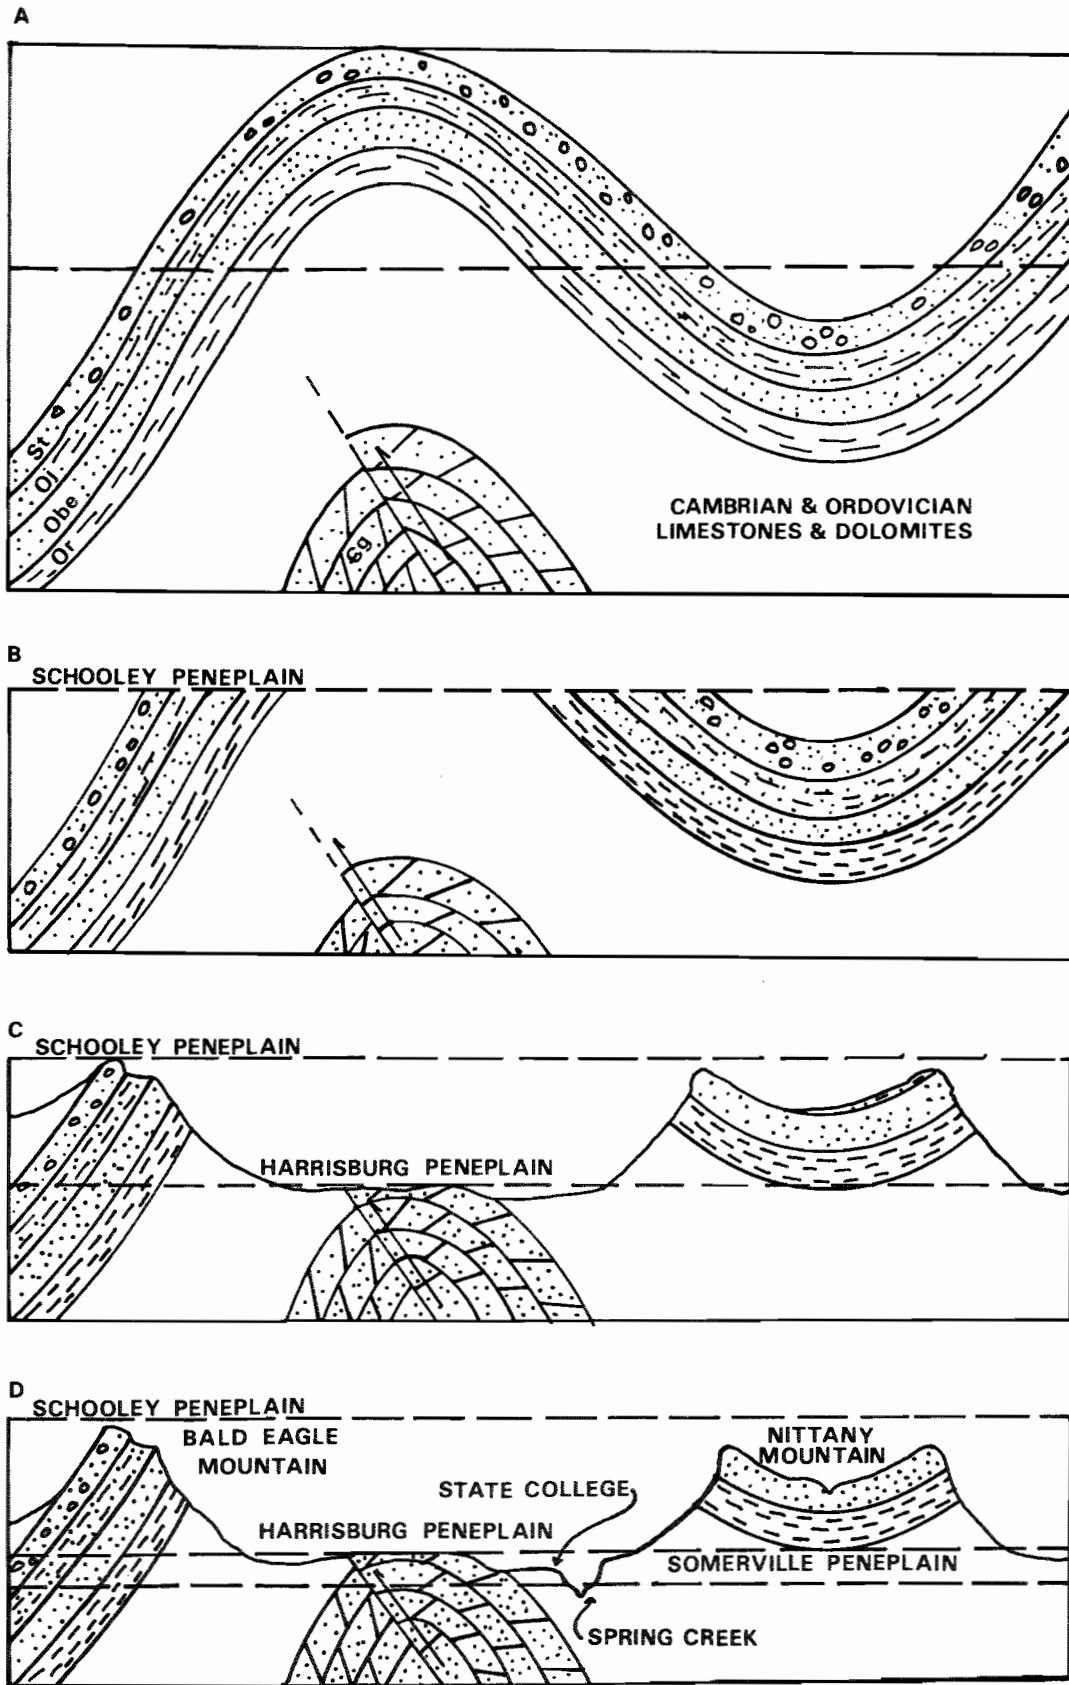 A
St
Oj
Obe
Or
Єg
CAMBRIAN & ORDOVICIAN
LIMESTONES & DOLOMITES
B
SCHOOLEY PENEPLAIN
C
SCHOOLEY PENEPLAIN
HARRISBURG PENEPLAIN
D
SCHOOLEY PENEPLAIN
BALD EAGLE
MOUNTAIN
NITTANY
MOUNTAIN
STATE COLLEGE
HARRISBURG PENEPLAIN
SOMERVILLE PENEPLAIN
SPRING CREEK